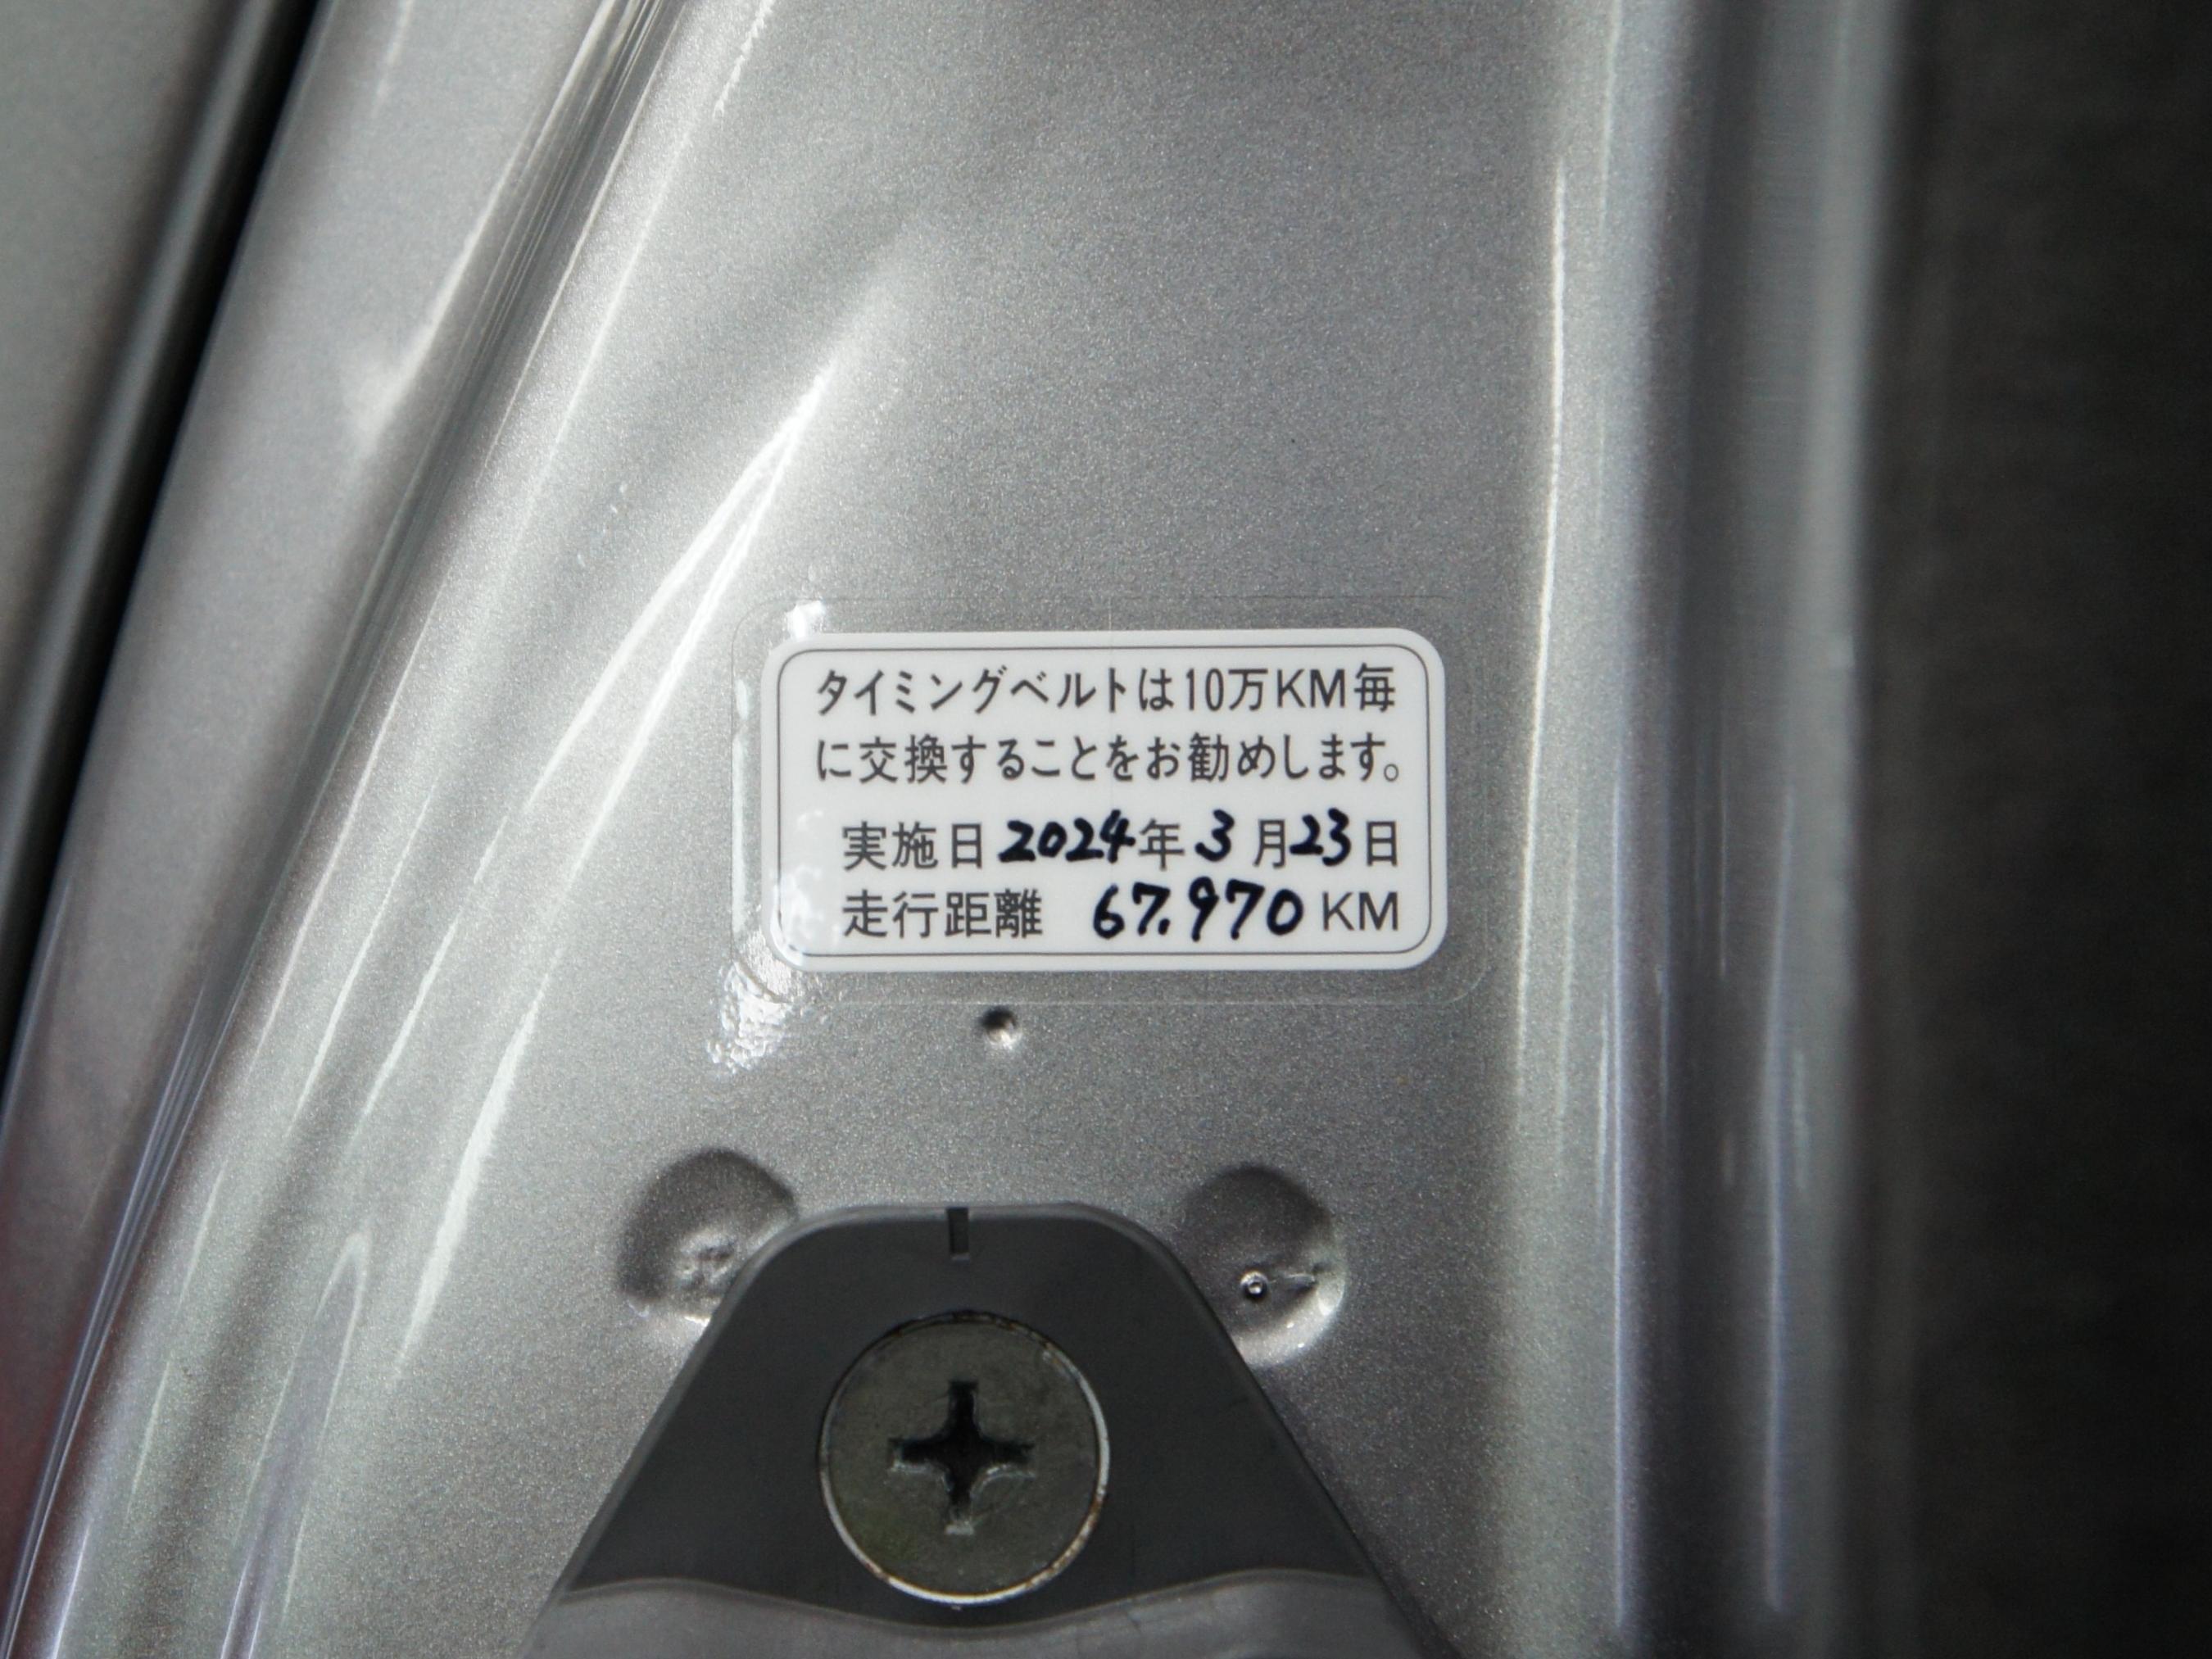 タイミングベルトは10万KM毎
に交換することをお勧めします。
実施日 2024年 3月23日
走行距離 67.970 KM